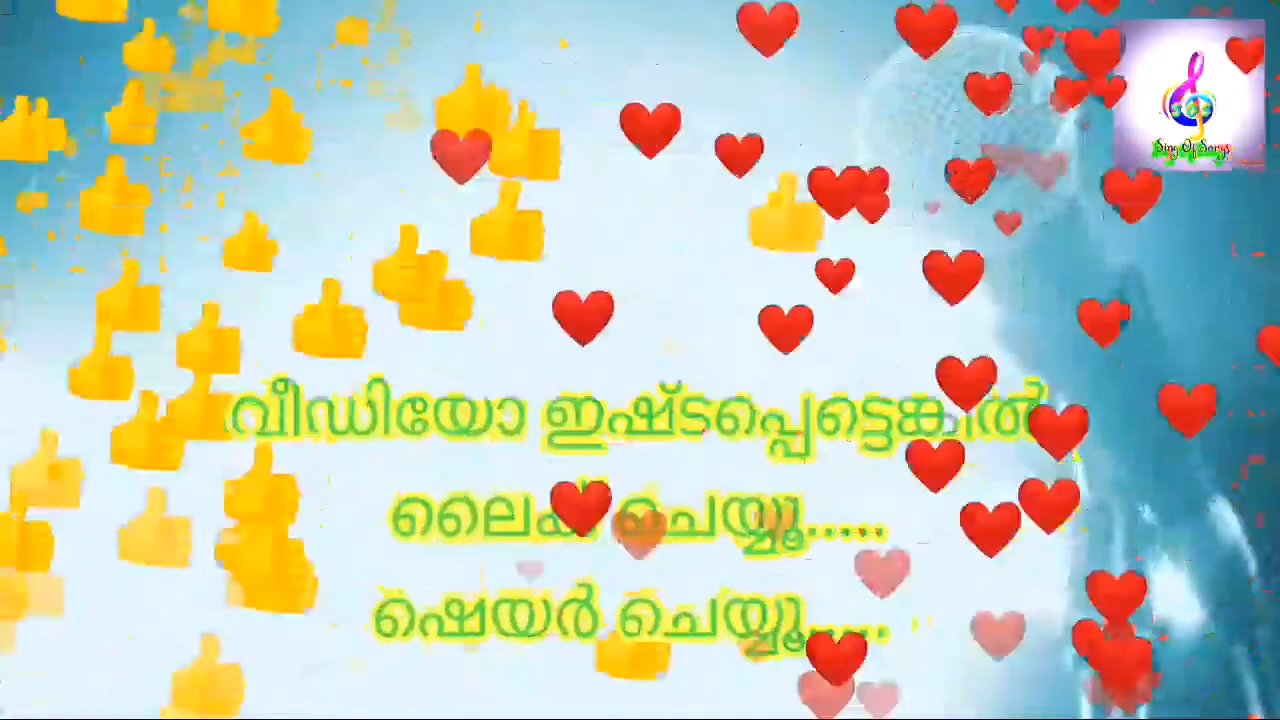 Sing Of Songs
വീഡിയോ ഇഷ്ടപ്പെട്ടെങ്കിൽ
ലൈക് ചെയ്യൂ.....
ഷെയർ ചെയ്യൂ.....